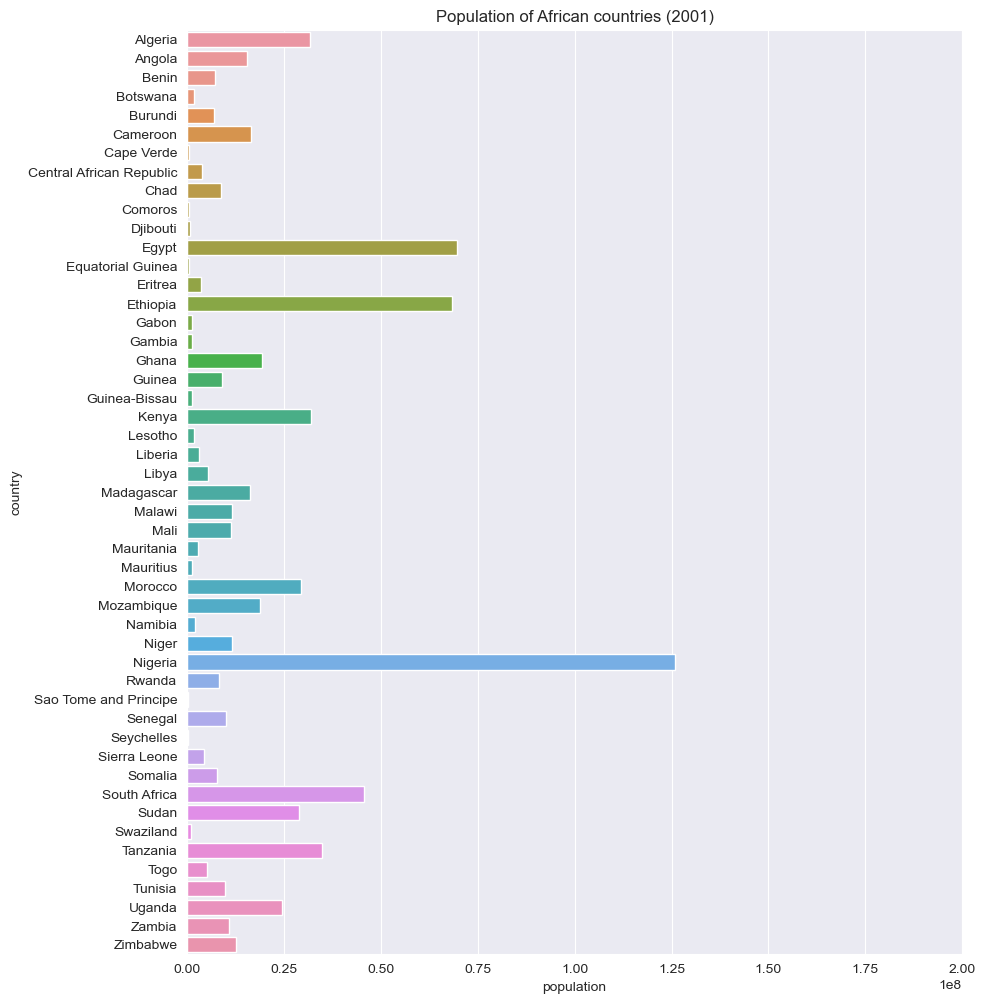 Population of African countries (2001)
Algeria
Angola
Benin
Botswana
Burundi
Cameroon
Cape Verde
Central African Republic
Chad
Comoros
Djibouti
Egypt
Equatorial Guinea
Eritrea
Ethiopia
Gabon
Gambia
Ghana
Guinea
Guinea-Bissau
Kenya
Lesotho
Liberia
Libya
Madagascar
Malawi
Mali
Mauritania
Mauritius
Morocco
Mozambique
Namibia
Niger
Nigeria
Rwanda
Sao Tome and Principe
Senegal
Seychelles
Sierra Leone
Somalia
South Africa
Sudan
Swaziland
Tanzania
Togo
Tunisia
Uganda
Zambia
Zimbabwe
country
0.00 0.25 0.50 0.75 1.00 1.25 1.50 1.75 2.00
1e8
population